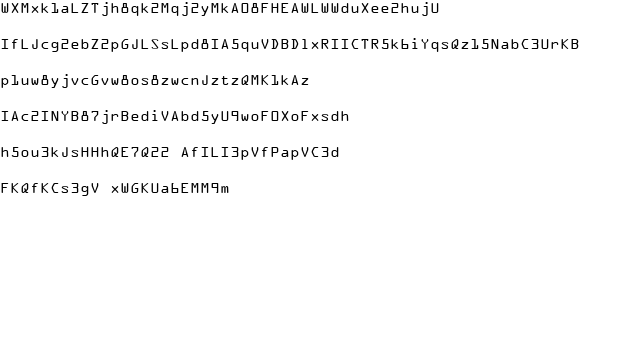 WXMxk1aLZTjh8qk2Mqj2yMkAO8FHEAWLWWduXee2hujU
IfLJcg2ebZ2pGJLSsLpd8IA5quVDBDlxRIICTR5k6iYqsQz15NabC3UrKB
p1uw8yjvcGvw8os8zwcnJztzQMK1kAz
IAc2INYB87jrBediVAbd5yU9woFOXoFxsdh
h5ou3kJsHHhQE7Q22 AfILI3pVfPapVC3d
FKQfKCs3gV xWGKUa6EMM9m